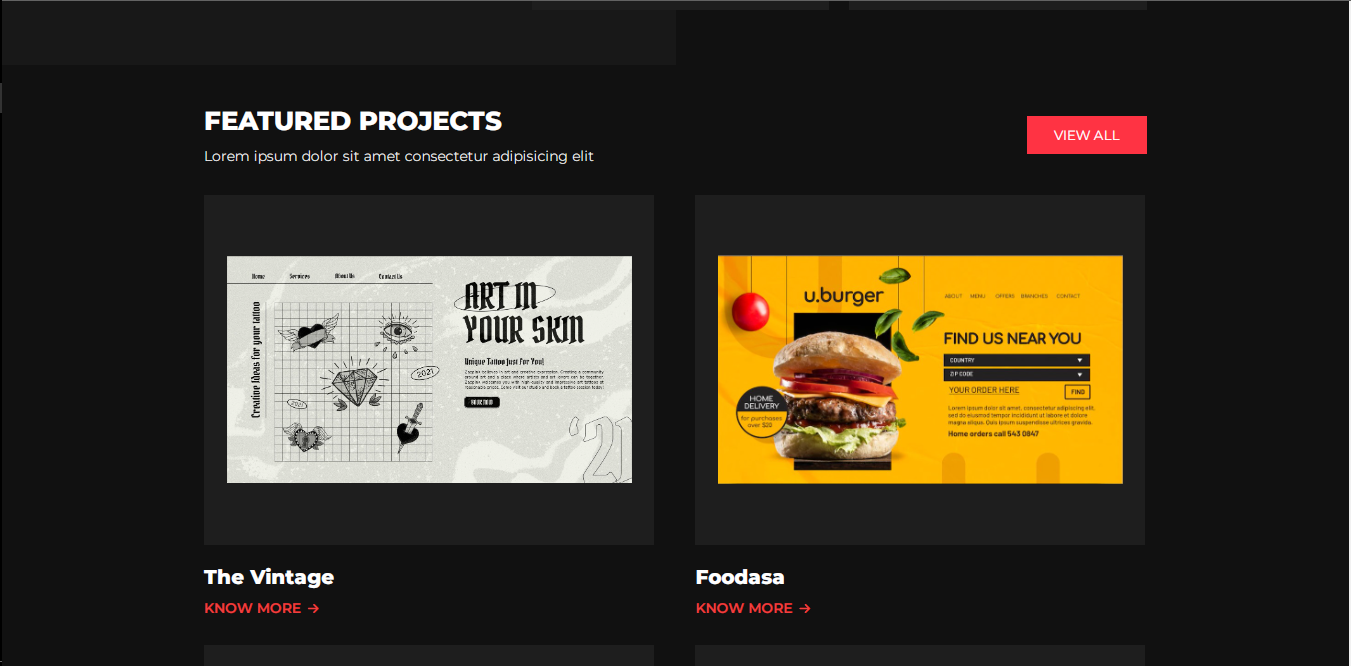 FEATURED PROJECTS
Lorem ipsum dolor sit amet consectetur adipisicing elit
VIEW ALL
Home Services About Us Contact Us
Creative Ideas for your tattoo
2021
2021
ART IN
YOUR SKIN
Unique Tattoo Just For You!
'21
u.burger
ABOUT MENU OFFERS BRANCHES CONTACT
FIND US NEAR YOU
COUNTRY
ZIP CODE
YOUR ORDER HERE
FIND
Lorem ipsum dolor sit amet, consectetur adipiscing elit,
sed do eiusmod tempor incididunt ut labore et dolore
magna aliqua. Quis ipsum suspendisse ultrices gravida.
Home orders call 543 0847
HOME
DELIVERY
for purchases
over $20
The Vintage
KNOW MORE →
Foodasa
KNOW MORE →